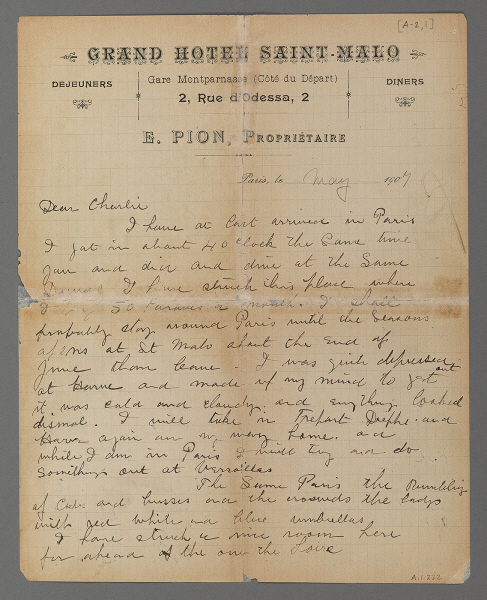 [A-2,1]
GRAND HOTEL SAINT-MALO
DÉJEUNERS
Gare Montparnasse (Côté du Départ)
DINERS
2, Rue d'Odessa, 2
E. PION, PROPRIÉTAIRE
Paris, le May 1907
Dear Charlie
I have at last arrived in Paris
I got in about 4 o'clock the same time
you and did and at the same
I have struck this place where
I 50 francs a month. I shall
probably stay around Paris until the seasons
opens at St Malo about the end of
June then leave. I was quite depressed
at Havre and made up my mind to get out
it was cold and cloudy and everything looked
dismal. I will take in Treport Dieppe and
Havre again on my way home. and
while I am in Paris I will try and do
something out at Versailles
The same Paris the rumbling
of cabs and busses and the crowds the ladys
with red white and blue umbrellas
I have struck a nice room here
far ahead of the one the Loire
A.1.222